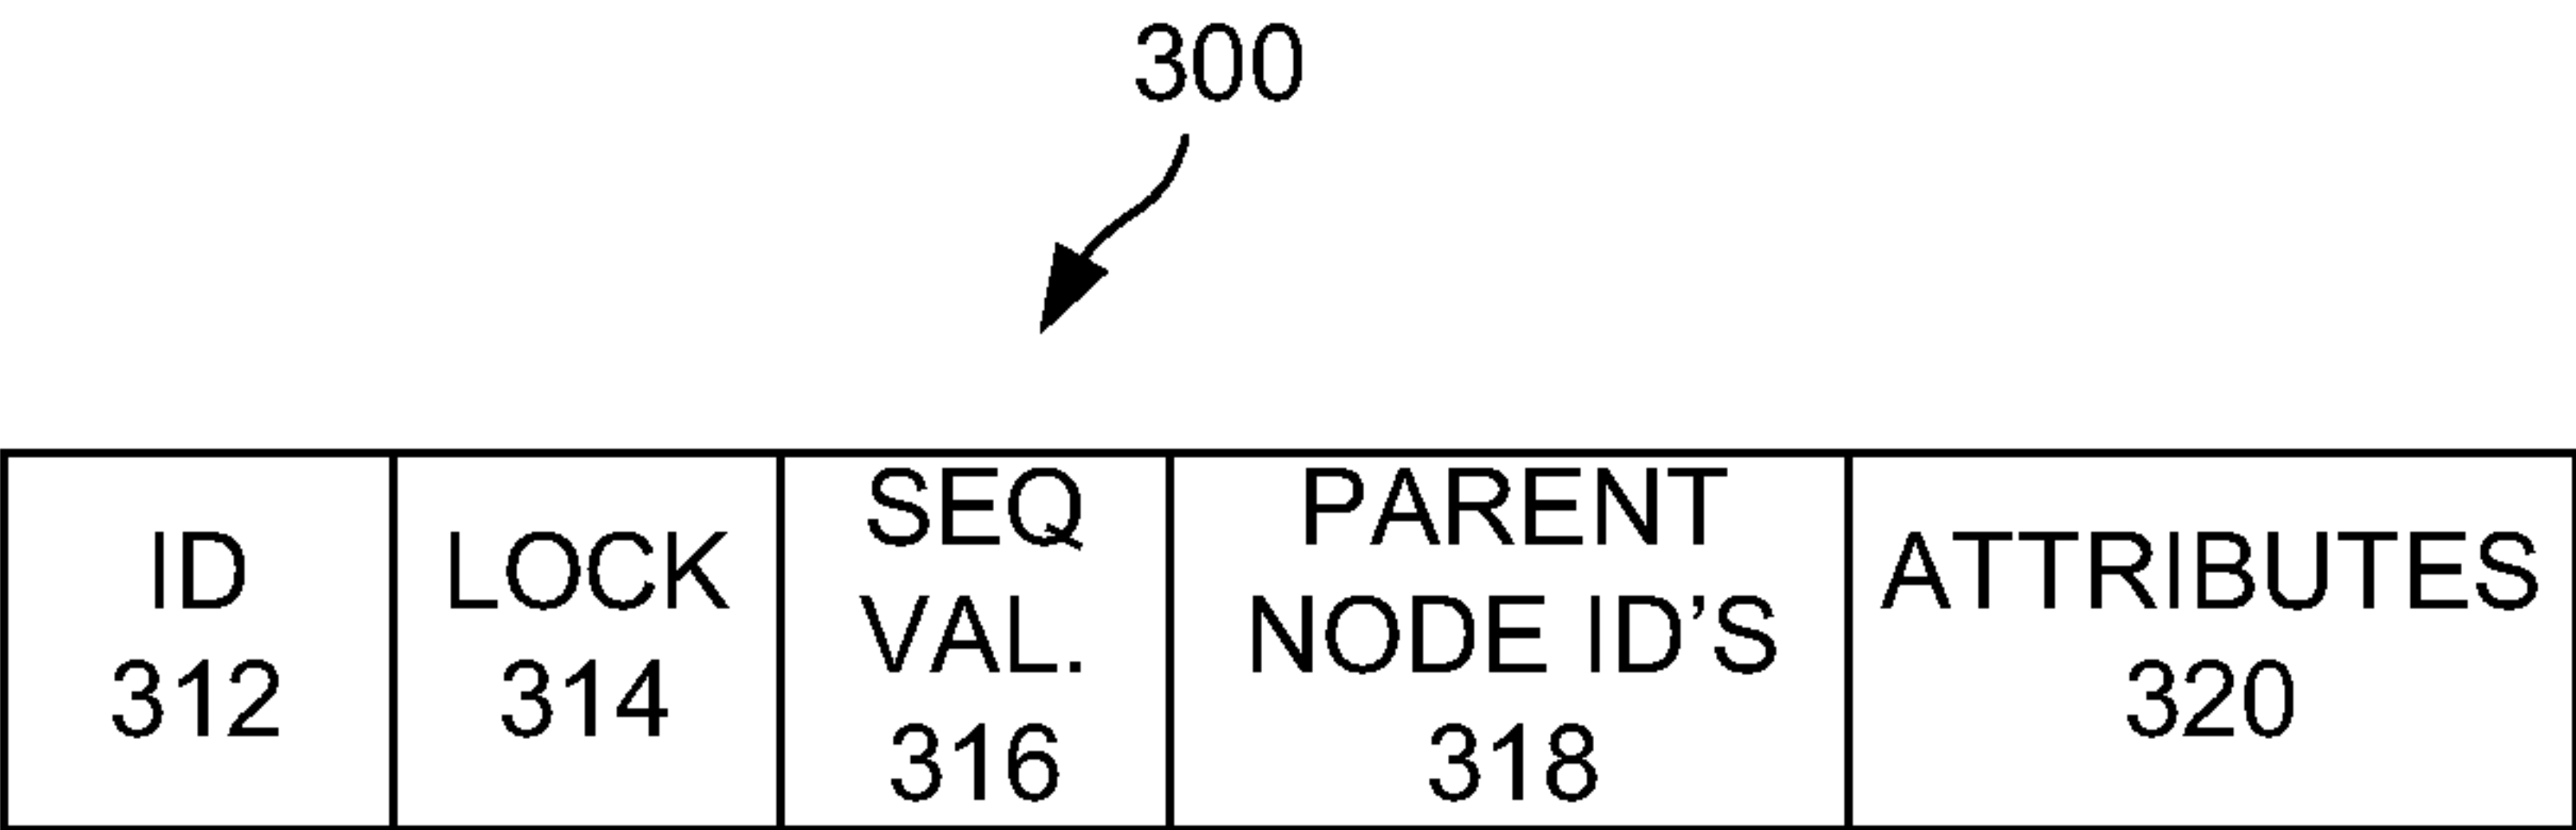 300
ID
312
LOCK
314
SEQ
VAL.
316
PARENT
NODE ID’S
318
ATTRIBUTES
320